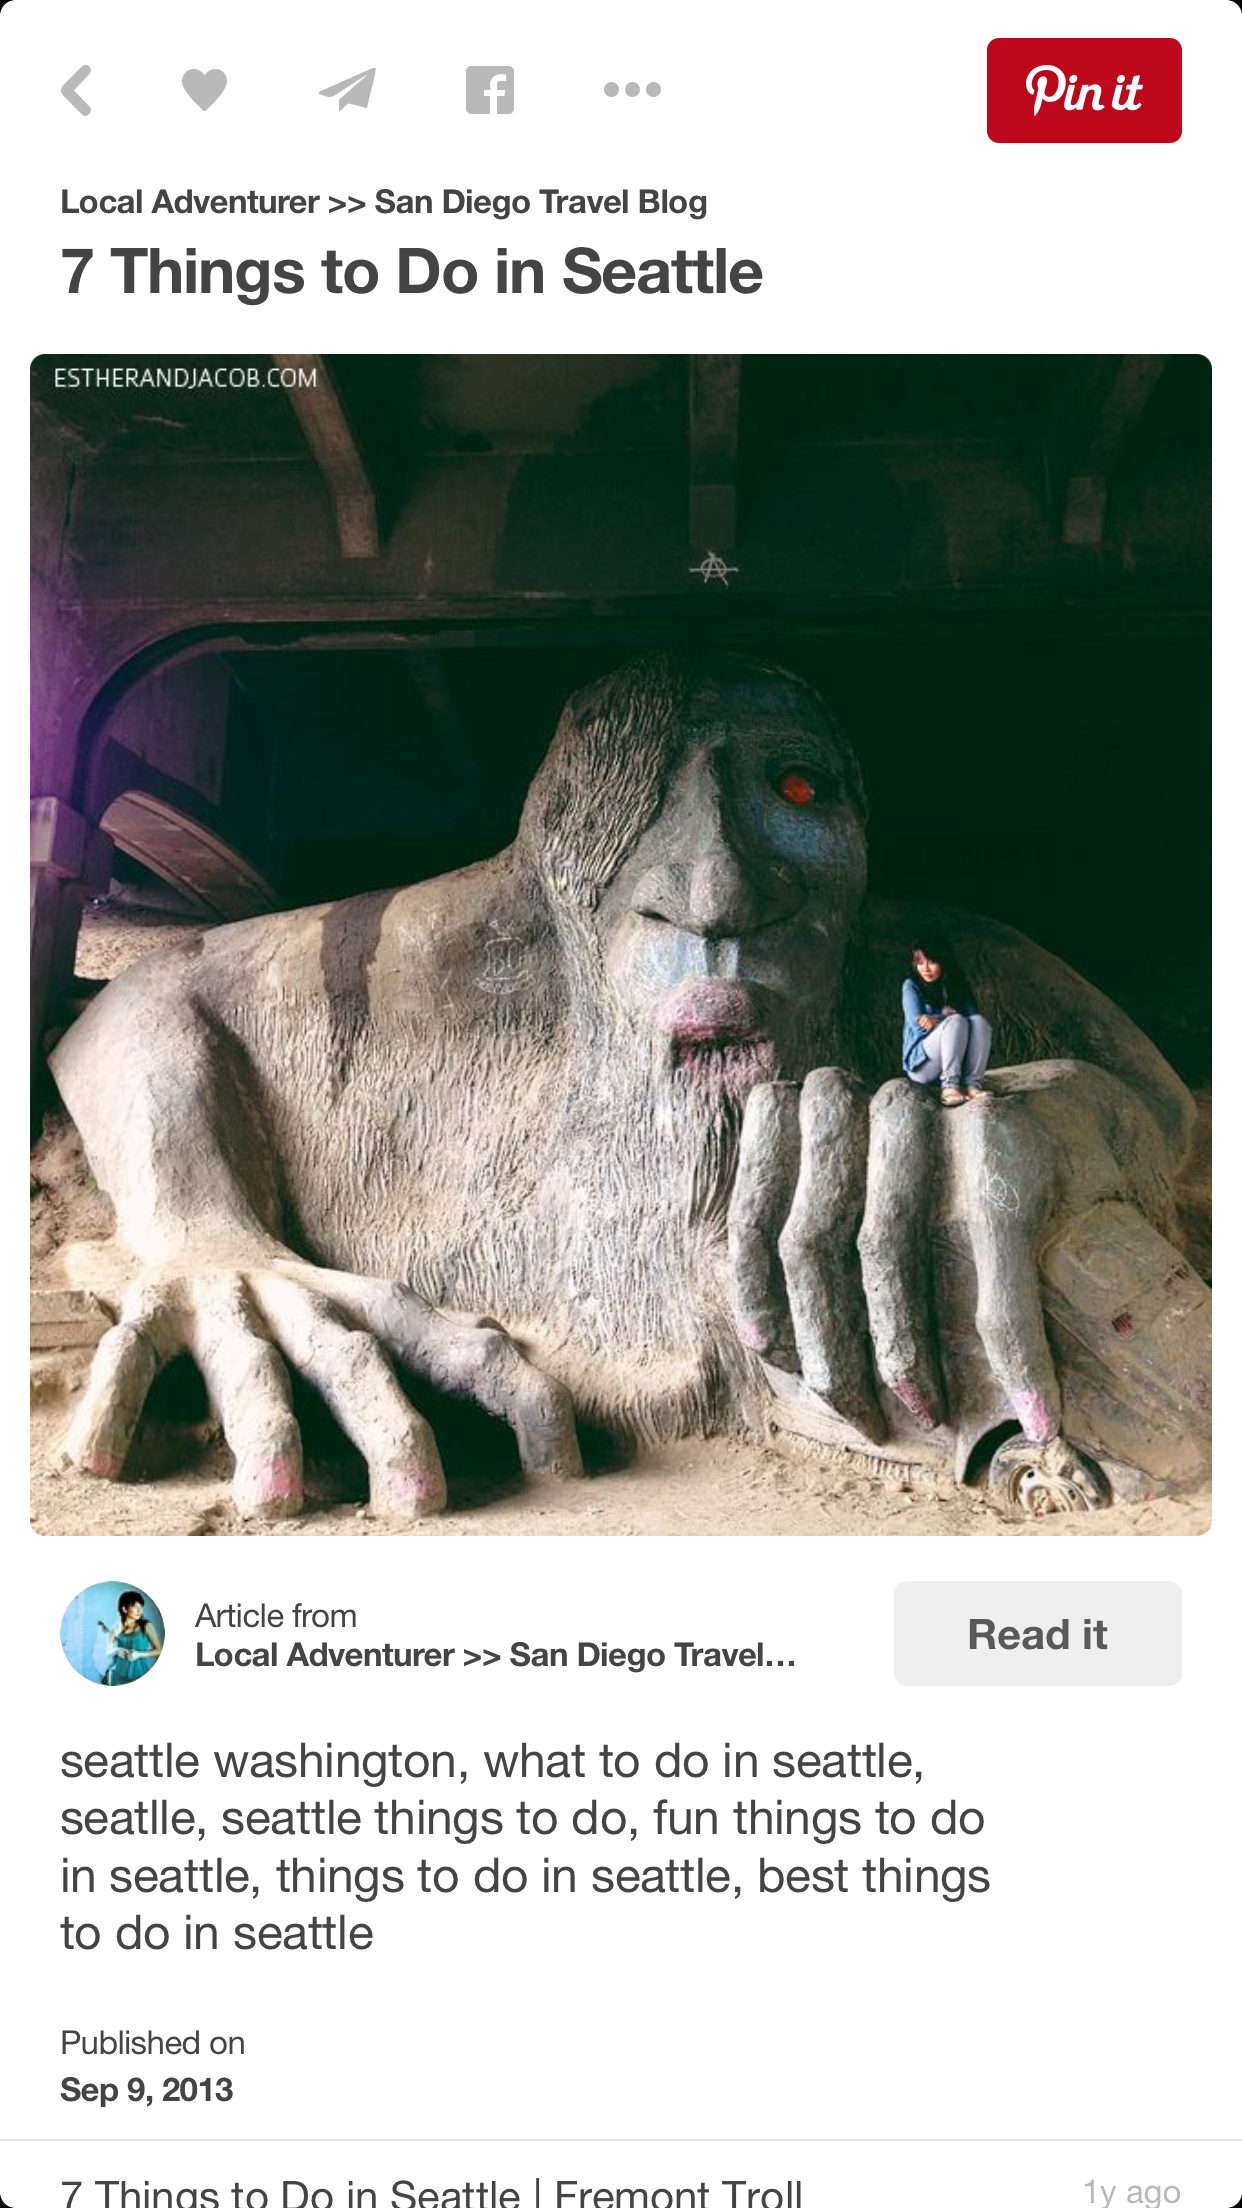 Pin it
Local Adventurer >> San Diego Travel Blog
7 Things to Do in Seattle
ESTHERANDJACOB.COM
Article from
Local Adventurer >> San Diego Travel...
Read it
seattle washington, what to do in seattle,
seatlle, seattle things to do, fun things to do
in seattle, things to do in seattle, best things
to do in seattle
Published on
Sep 9, 2013
7 Things to Do in Seattle | Fremont Troll
1y ago